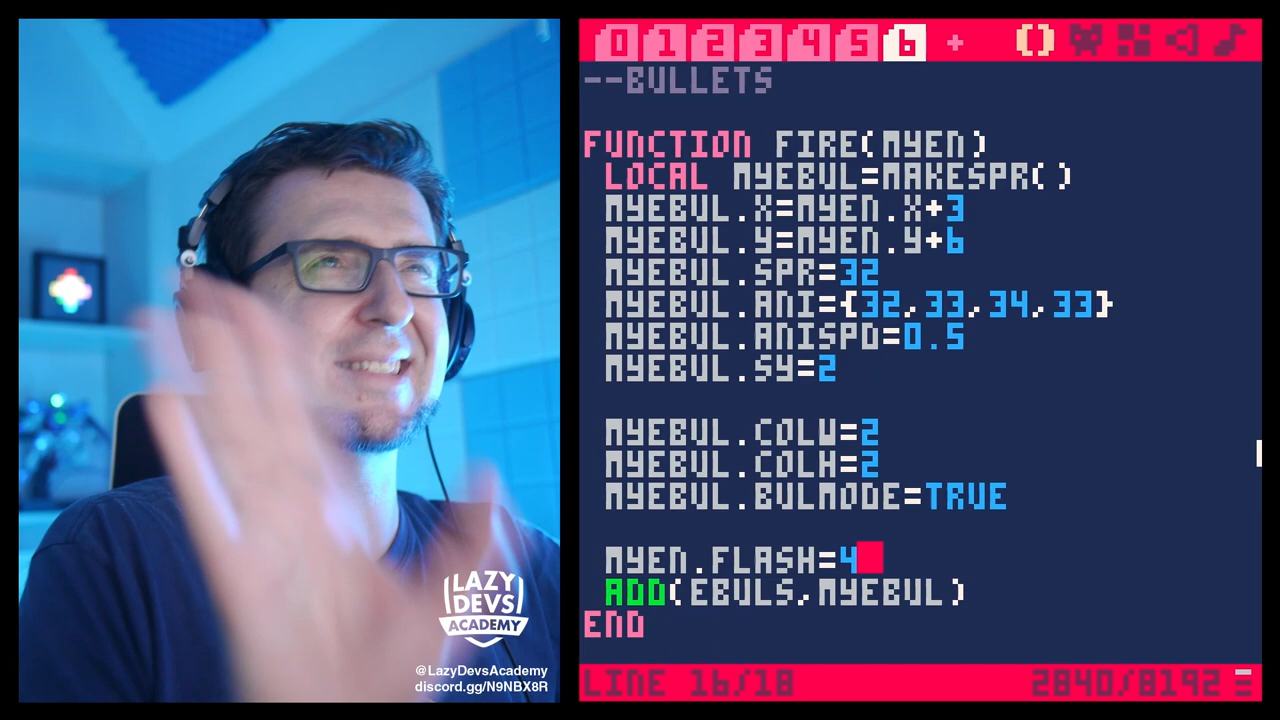 LAZY
DEVS
ACADEMY
@LazyDevsAcademy
discord.gg/N9NBX8R
0 1 2 3 4 5 6 +
--BULLETS
FUNCTION FIRE(MYEN)
LOCAL MYEBUL=MAKESPR()
MYEBUL.X=MYEN.X+3
MYEBUL.Y=MYEN.Y+6
MYEBUL.SPR=32
MYEBUL.ANI={32,33,34,33}
MYEBUL.ANISPD=0.5
MYEBUL.SY=2
MYEBUL.COLW=2
MYEBUL.COLH=2
MYEBUL.BULMODE=TRUE
MYEN.FLASH=4
ADD(EBULS,MYEBUL)
END
LINE 16/18
2840/8192